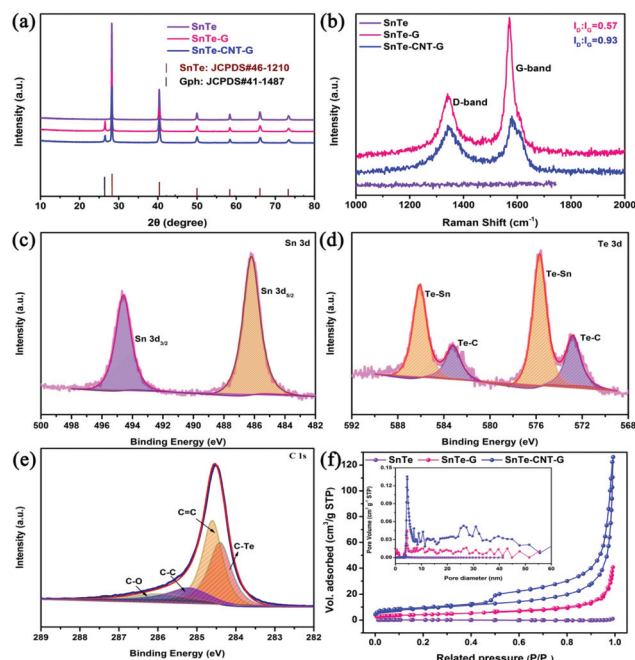 (a)
SnTe
SnTe-G
SnTe-CNT-G
SnTe: JCPDS#46-1210
Gph: JCPDS#41-1487
Intensity (a.u.)
10 20 30 40 50 60 70 80
2θ (degree)
(b)
SnTe
SnTe-G
SnTe-CNT-G
I_D:I_G=0.57
I_D:I_G=0.93
G-band
D-band
Intensity (a.u.)
1000 1200 1400 1600 1800 2000
Raman Shift (cm⁻¹)
(c)
Sn 3d
Sn 3d5/2
Sn 3d3/2
Intensity (a.u.)
500 498 496 494 492 490 488 486 484 482
Binding Energy (eV)
(d)
Te 3d
Te-Sn
Te-Sn
Te-C
Te-C
Intensity (a.u.)
592 588 584 580 576 572 568
Binding Energy (eV)
(e)
C 1s
C=C
C-Te
C-C
C-O
Intensity (a.u.)
289 288 287 286 285 284 283 282
Binding Energy (eV)
(f)
SnTe
SnTe-G
SnTe-CNT-G
Vol. adsorbed (cm³/g STP)
120
100
80
60
40
20
0
Pore Volume (cm³ g⁻¹ STP)
0.15
0.12
0.09
0.06
0.03
0.00
0 10 20 30 40 50 60
Pore diameter (nm)
0.0 0.2 0.4 0.6 0.8 1.0
Related pressure (P/P